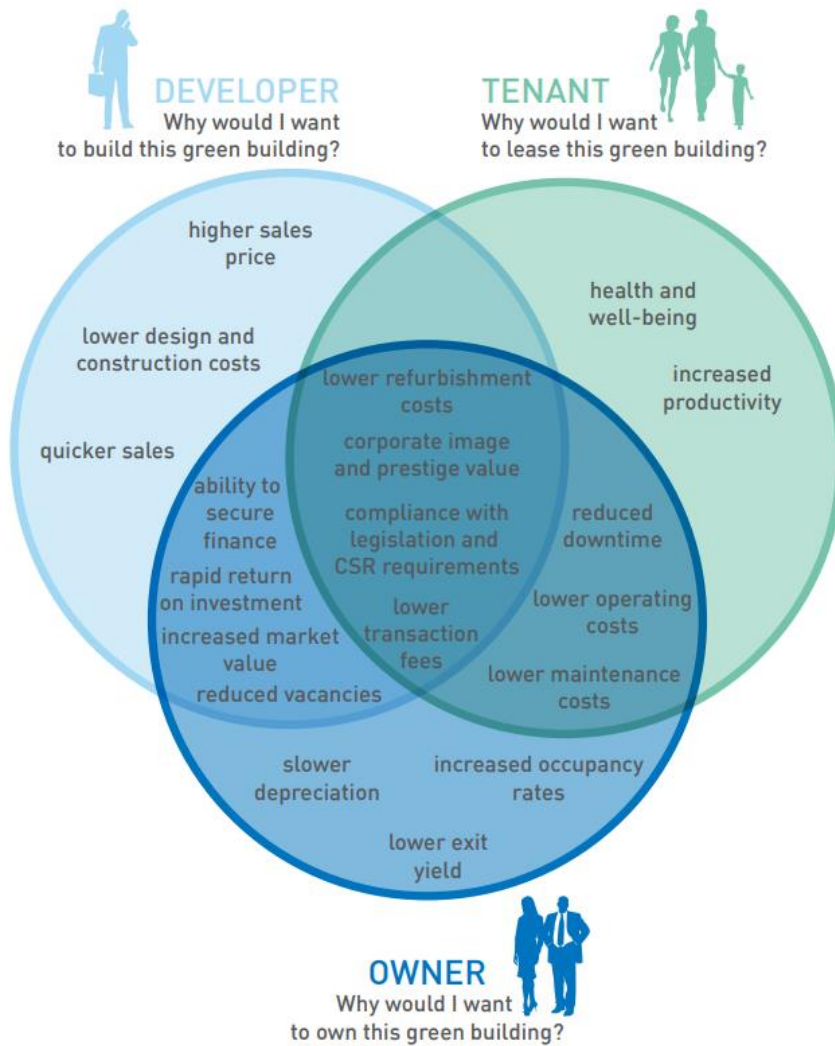 DEVELOPER
Why would I want
to build this green building?
TENANT
Why would I want
to lease this green building?
higher sales
price
lower design and
construction costs
quicker sales
health and
well-being
increased
productivity
lower refurbishment
costs
corporate image
and prestige value
compliance with
legislation and
CSR requirements
lower
transaction
fees
ability to
secure
finance
rapid return
on investment
increased market
value
reduced vacancies
reduced
downtime
lower operating
costs
lower maintenance
costs
slower
depreciation
increased occupancy
rates
lower exit
yield
OWNER
Why would I want
to own this green building?